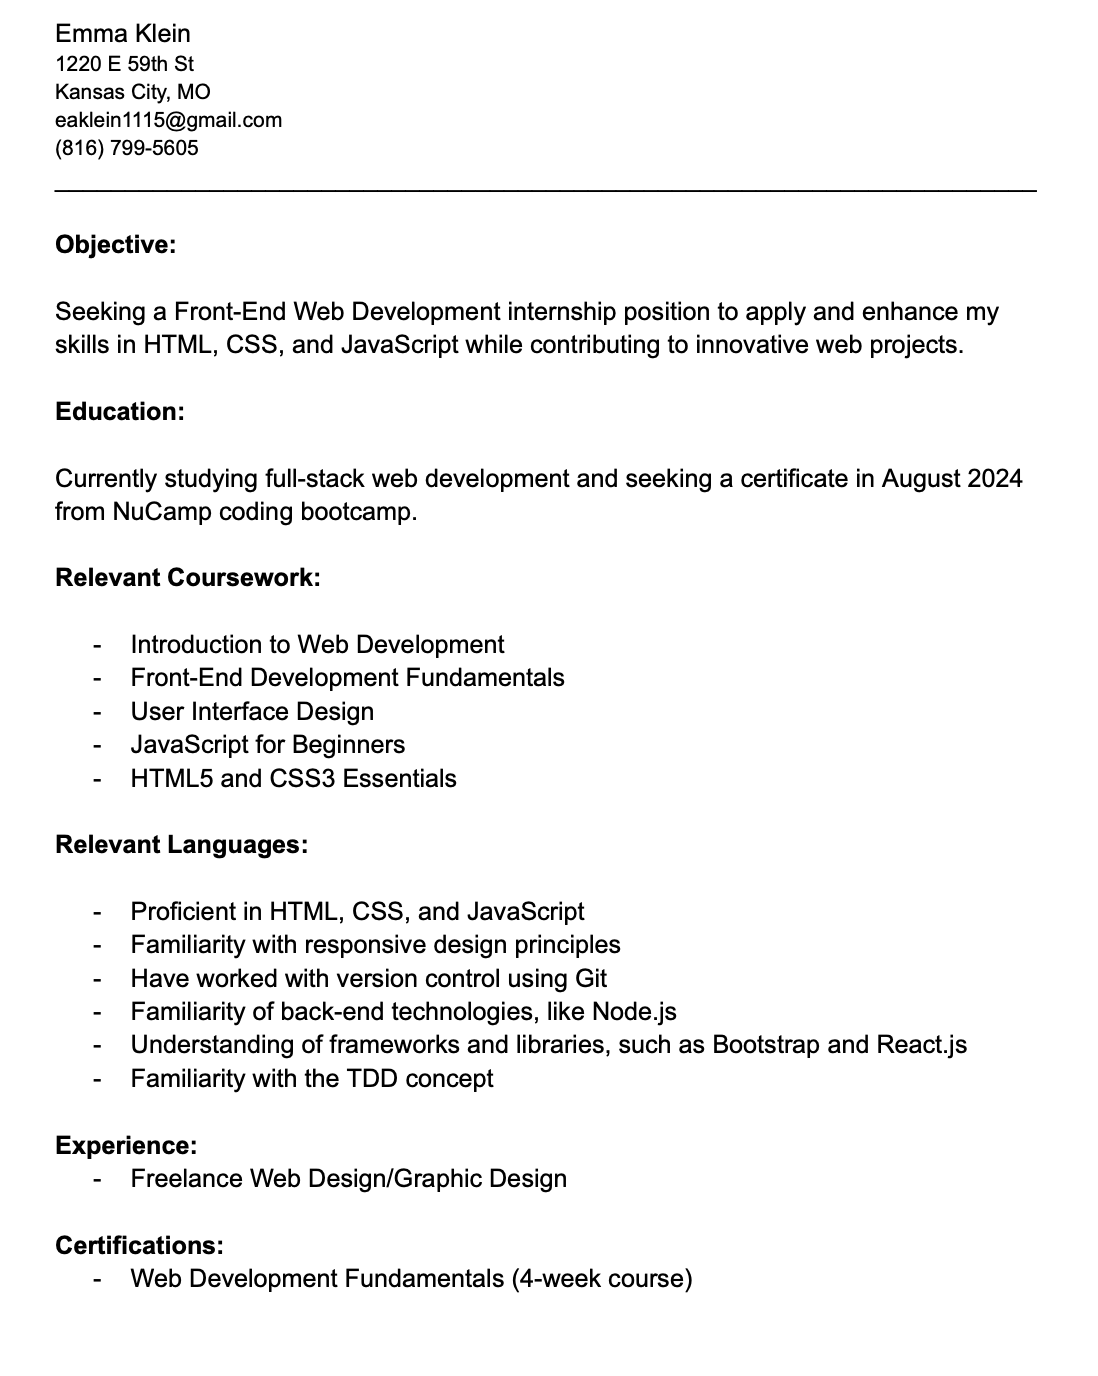 Emma Klein
1220 E 59th St
Kansas City, MO
eaklein1115@gmail.com
(816) 799-5605
Objective:
Seeking a Front-End Web Development internship position to apply and enhance my
skills in HTML, CSS, and JavaScript while contributing to innovative web projects.
Education:
Currently studying full-stack web development and seeking a certificate in August 2024
from NuCamp coding bootcamp.
Relevant Coursework:
- Introduction to Web Development
- Front-End Development Fundamentals
- User Interface Design
- JavaScript for Beginners
- HTML5 and CSS3 Essentials
Relevant Languages:
- Proficient in HTML, CSS, and JavaScript
- Familiarity with responsive design principles
- Have worked with version control using Git
- Familiarity of back-end technologies, like Node.js
- Understanding of frameworks and libraries, such as Bootstrap and React.js
- Familiarity with the TDD concept
Experience:
- Freelance Web Design/Graphic Design
Certifications:
- Web Development Fundamentals (4-week course)